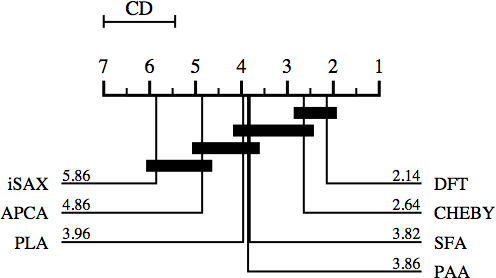 CD
7 6 5 4 3 2 1
iSAX 5.86 2.14 DFT
APCA 4.86 2.64 CHEBY
PLA 3.96 3.82 SFA
3.86 PAA